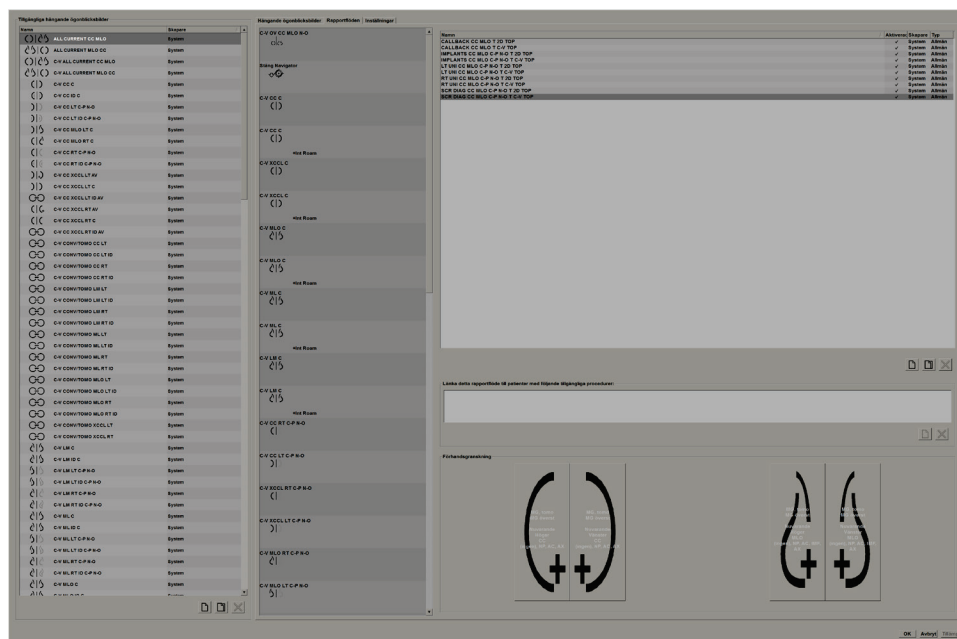 Tillgängliga hängande ögonblicksbilder
Namn Skapare
ALL CURRENT CC MLO System
ALL CURRENT MLO CC System
C-V ALL CURRENT CC MLO System
C-V ALL CURRENT MLO CC System
C-V CC C System
C-V CC ID C System
C-V CC LT C-P N-O System
C-V CC LT ID C-P N-O System
C-V CC MLO LT C System
C-V CC MLO RT C System
C-V CC RT C-P N-O System
C-V CC RT ID C-P N-O System
C-V CC XCCL LT AV System
C-V CC XCCL LT C System
C-V CC XCCL LT ID AV System
C-V CC XCCL RT AV System
C-V CC XCCL RT C System
C-V CC XCCL RT ID AV System
C-V CONV/TOMO CC LT System
C-V CONV/TOMO CC LT ID System
C-V CONV/TOMO CC RT System
C-V CONV/TOMO CC RT ID System
C-V CONV/TOMO LM LT System
C-V CONV/TOMO LM LT ID System
C-V CONV/TOMO LM RT System
C-V CONV/TOMO LM RT ID System
C-V CONV/TOMO ML LT System
C-V CONV/TOMO ML LT ID System
C-V CONV/TOMO ML RT System
C-V CONV/TOMO ML RT ID System
C-V CONV/TOMO MLO LT System
C-V CONV/TOMO MLO LT ID System
C-V CONV/TOMO MLO RT System
C-V CONV/TOMO MLO RT ID System
C-V CONV/TOMO XCCL LT System
C-V CONV/TOMO XCCL RT System
C-V LM C System
C-V LM ID C System
C-V LM LT C-P N-O System
C-V LM LT ID C-P N-O System
C-V LM RT C-P N-O System
C-V LM RT ID C-P N-O System
C-V ML C System
C-V ML ID C System
C-V ML LT C-P N-O System
C-V ML LT ID C-P N-O System
C-V ML RT C-P N-O System
C-V ML RT ID C-P N-O System
C-V MLO C System
Hängande ögonblicksbilder Rapportflöden Inställningar
C-V OV CC MLO N-O
Stäng Navigator
C-V CC C
C-V CC C
+Int Roam
C-V XCCL C
C-V XCCL C
+Int Roam
C-V MLO C
C-V MLO C
+Int Roam
C-V ML C
C-V ML C
+Int Roam
C-V LM C
C-V LM C
+Int Roam
C-V CC RT C-P N-O
C-V CC LT C-P N-O
C-V XCCL RT C-P N-O
C-V XCCL LT C-P N-O
C-V MLO RT C-P N-O
C-V MLO LT C-P N-O
Namn Aktiveras Skapare Typ
CALLBACK CC MLO T 2D TOP ✓ System Allmän
CALLBACK CC MLO T C-V TOP ✓ System Allmän
IMPLANTS CC MLO C-P N-O T 2D TOP ✓ System Allmän
IMPLANTS CC MLO C-P N-O T C-V TOP ✓ System Allmän
LT UNI CC MLO C-P N-O T 2D TOP ✓ System Allmän
LT UNI CC MLO C-P N-O T C-V TOP ✓ System Allmän
RT UNI CC MLO C-P N-O T 2D TOP ✓ System Allmän
RT UNI CC MLO C-P N-O T C-V TOP ✓ System Allmän
SCR DIAG CC MLO C-P N-O T 2D TOP ✓ System Allmän
SCR DIAG CC MLO C-P N-O T C-V TOP ✓ System Allmän
Länka detta rapportflöde till patienter med följande tillgängliga procedurer:
Förhandsgranskning
OK Avbryt